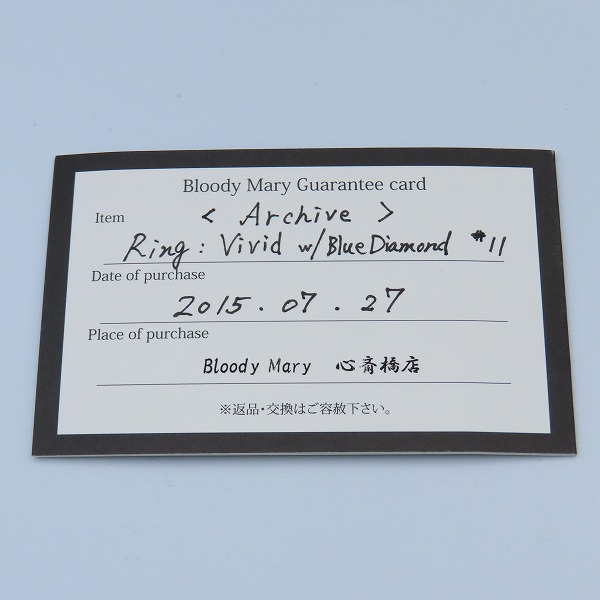 Bloody Mary Guarantee card
Item < Archive >
Ring : Vivid w/ Blue Diamond #11
Date of purchase
2015 . 07 . 27
Place of purchase
Bloody Mary 心斎橋店
※返品・交換はご容赦下さい。